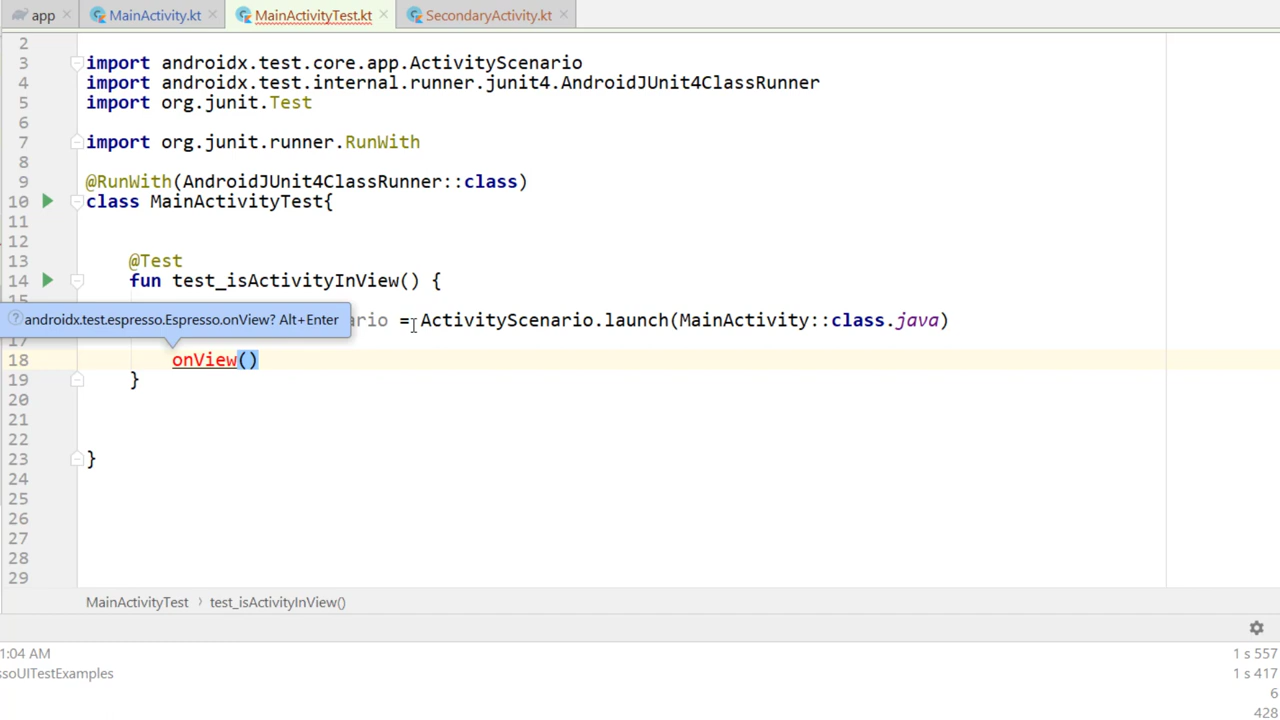 app MainActivity.kt MainActivityTest.kt SecondaryActivity.kt
2
3 import androidx.test.core.app.ActivityScenario
4 import androidx.test.internal.runner.junit4.AndroidJUnit4ClassRunner
5 import org.junit.Test
6
7 import org.junit.runner.RunWith
8
9 @RunWith(AndroidJUnit4ClassRunner::class)
10 class MainActivityTest{
11
12
13 @Test
14 fun test_isActivityInView() {
androidx.test.espresso.Espresso.onView? Alt+Enter ario = ActivityScenario.launch(MainActivity::class.java)
18 onView()
19 }
20
21
22
23 }
24
25
26
27
28
29
MainActivityTest › test_isActivityInView()
1:04 AM 1 s 557
ssoUITestExamples 1 s 417
6
428